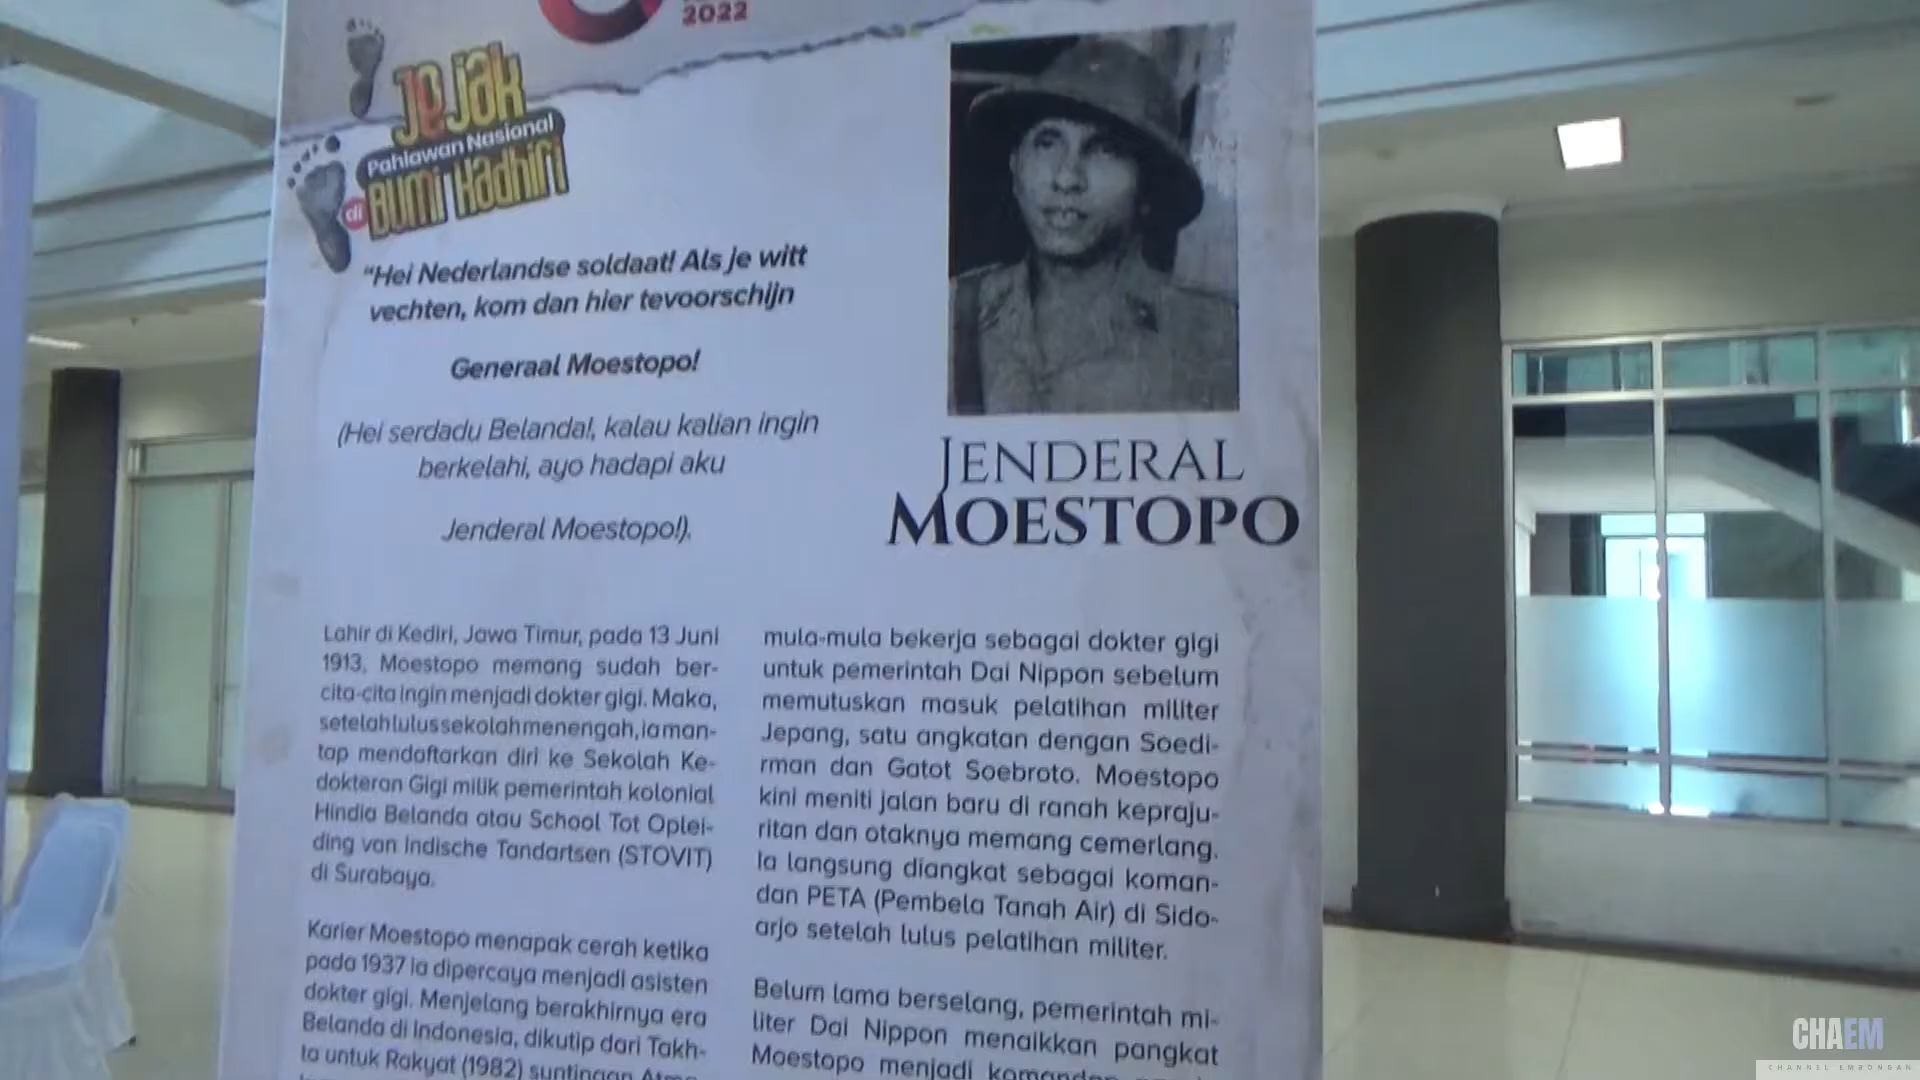 2022
Jejak
Pahlawan Nasional
di Bumi Kadhiri
"Hei Nederlandse soldaat! Als je witt
vechten, kom dan hier tevoorschijn
Generaal Moestopo!
(Hei serdadu Belanda!, kalau kalian ingin
berkelahi, ayo hadapi aku
Jenderal Moestopo!).
JENDERAL
MOESTOPO
Lahir di Kediri, Jawa Timur, pada 13 Juni
1913, Moestopo memang sudah ber-
cita-cita ingin menjadi dokter gigi. Maka,
setelah lulus sekolah menengah, ia man-
tap mendaftarkan diri ke Sekolah Ke-
dokteran Gigi milik pemerintah kolonial
Hindia Belanda atau School Tot Oplei-
ding van Indische Tandartsen (STOVIT)
di Surabaya.
Karier Moestopo menapak cerah ketika
pada 1937 ia dipercaya menjadi asisten
dokter gigi. Menjelang berakhirnya era
Belanda di Indonesia, dikutip dari Takh-
ta untuk Rakyat (1982) suntingan
mula-mula bekerja sebagai dokter gigi
untuk pemerintah Dai Nippon sebelum
memutuskan masuk pelatihan militer
Jepang, satu angkatan dengan Soedi-
rman dan Gatot Soebroto. Moestopo
kini meniti jalan baru di ranah kepraju-
ritan dan otaknya memang cemerlang.
Ia langsung diangkat sebagai koman-
dan PETA (Pembela Tanah Air) di Sido-
arjo setelah lulus pelatihan militer.
Belum lama berselang, pemerintah mi-
liter Dai Nippon menaikkan pangkat
Moestopo menjadi komandan
CHAEM
CHANNEL EMBONGAN